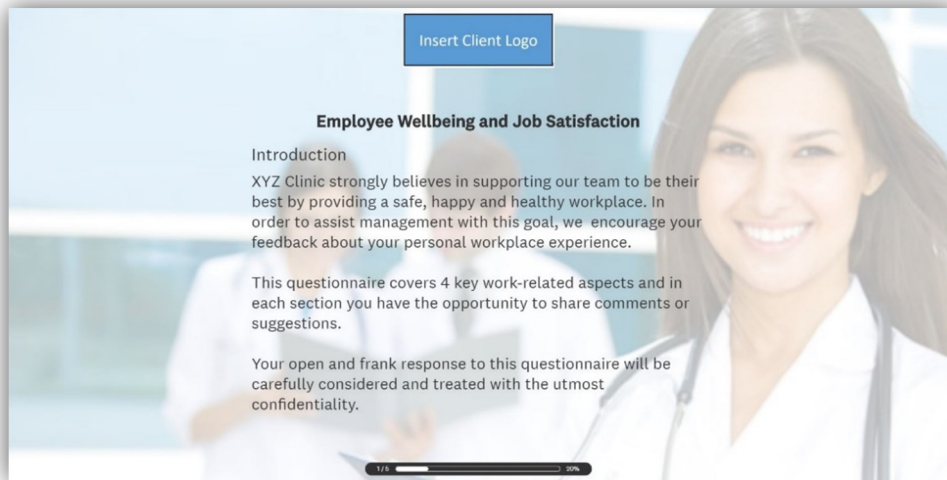 Insert Client Logo
Employee Wellbeing and Job Satisfaction
Introduction
XYZ Clinic strongly believes in supporting our team to be their
best by providing a safe, happy and healthy workplace. In
order to assist management with this goal, we encourage your
feedback about your personal workplace experience.
This questionnaire covers 4 key work-related aspects and in
each section you have the opportunity to share comments or
suggestions.
Your open and frank response to this questionnaire will be
carefully considered and treated with the utmost
confidentiality.
1/5 20%